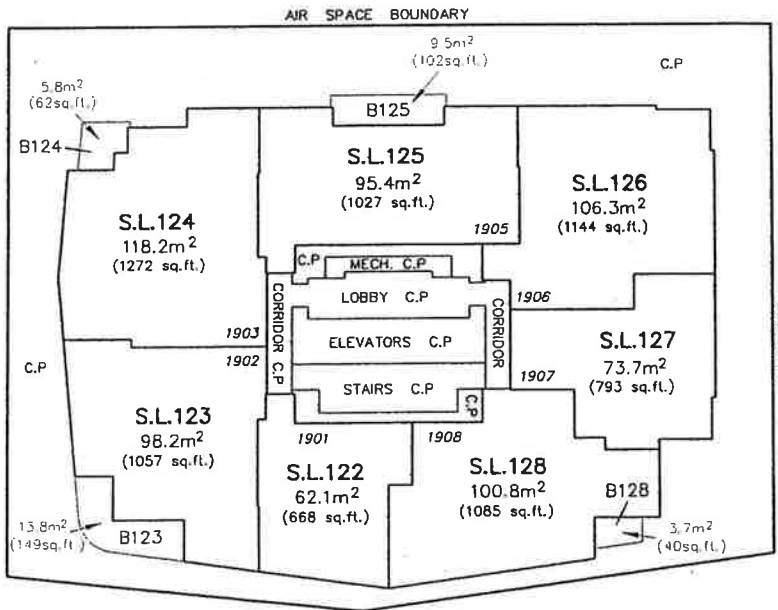 AIR SPACE BOUNDARY
9.5m²
(102sq.ft.)
C.P
5.8m²
(62sq.ft.)
B125
B124
S.L.125
95.4m²
(1027 sq.ft.)
1905
S.L.126
106.3m²
(1144 sq.ft.)
S.L.124
118.2m²
(1272 sq.ft.)
C.P
MECH. C.P
LOBBY C.P
CORRIDOR C.P
CORRIDOR
1906
1903
1902
ELEVATORS C.P
S.L.127
73.7m²
(793 sq.ft.)
C.P
1907
STAIRS C.P
C.P
S.L.123
98.2m²
(1057 sq.ft.)
1901
1908
S.L.122
62.1m²
(668 sq.ft.)
S.L.128
100.8m²
(1085 sq.ft.)
B128
13.8m²
(149sq.ft.)
B123
3.7m²
(40sq.ft.)